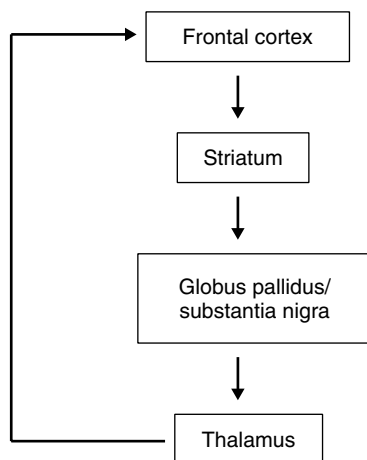 Frontal cortex
Striatum
Globus pallidus/
substantia nigra
Thalamus